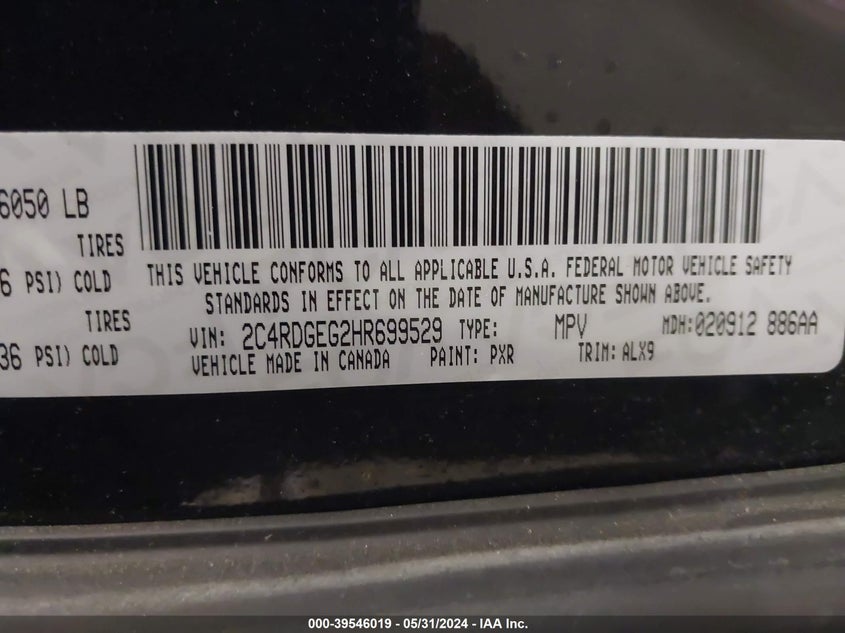 6050 LB
TIRES
6 PSI) COLD
TIRES
36 PSI) COLD
THIS VEHICLE CONFORMS TO ALL APPLICABLE U.S.A. FEDERAL MOTOR VEHICLE SAFETY
STANDARDS IN EFFECT ON THE DATE OF MANUFACTURE SHOWN ABOVE.
VIN: 2C4RDGEG2HR699529 TYPE: MPV MDH:020912 886AA
VEHICLE MADE IN CANADA PAINT: PXR TRIM: ALX9
000-39546019 - 05/31/2024 - IAA Inc.